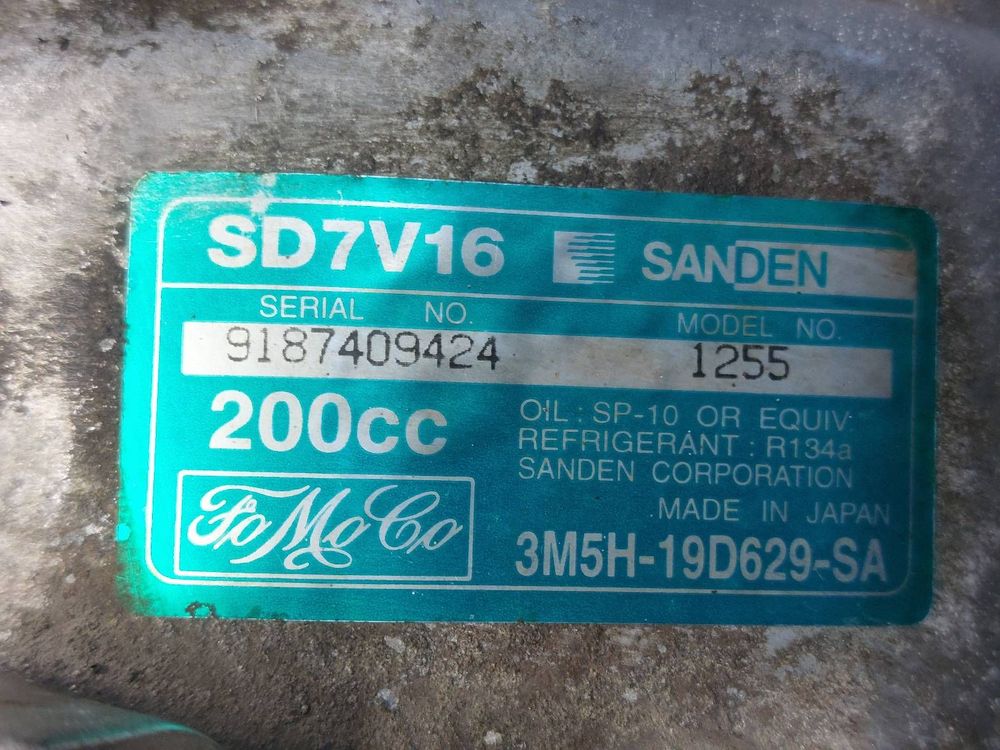 SD7V16 SANDEN
SERIAL NO. MODEL NO.
9187409424 1255
200cc
OIL : SP-10 OR EQUIV.
REFRIGERANT : R134a
SANDEN CORPORATION
MADE IN JAPAN
FoMoCo
3M5H-19D629-SA